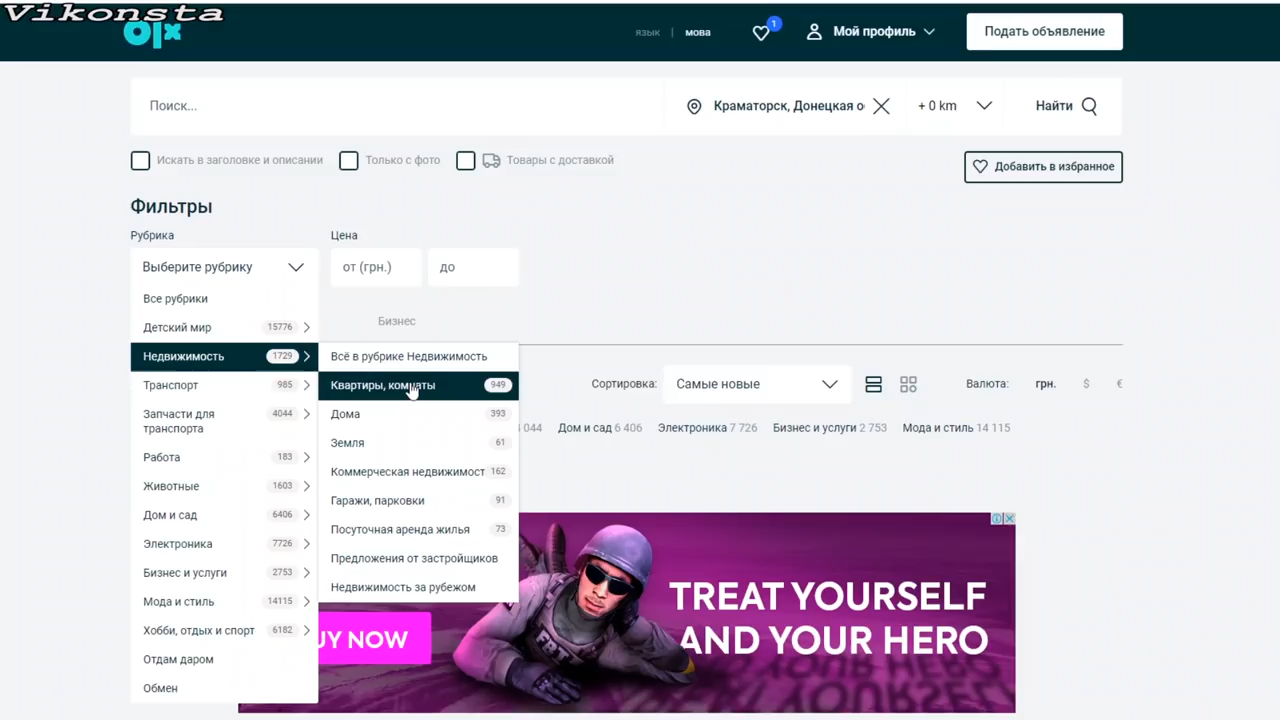 Vikonsta
olx
язык | мова
1
Мой профиль
Подать объявление
Поиск...
Краматорск, Донецкая о
+ 0 km
Найти
Искать в заголовке и описании
Только с фото
Товары с доставкой
Добавить в избранное
Фильтры
Рубрика
Цена
Выберите рубрику
от (грн.)
до
Все рубрики
Детский мир 15776
Бизнес
Недвижимость 1729
Всё в рубрике Недвижимость
Транспорт 985
Квартиры, комнаты 949
Сортировка:
Самые новые
Валюта: грн. $ €
Запчасти для
транспорта
4044
Дома 393
044 Дом и сад 6 406 Электроника 7 726 Бизнес и услуги 2 753 Мода и стиль 14 115
Земля 61
Работа 183
Коммерческая недвижимост 162
Животные 1603
Гаражи, парковки 91
Дом и сад 6406
Посуточная аренда жилья 73
Электроника 7726
Предложения от застройщиков
Бизнес и услуги 2753
Недвижимость за рубежом
Мода и стиль 14115
Хобби, отдых и спорт 6182
Отдам даром
Обмен
TREAT YOURSELF
AND YOUR HERO
UY NOW